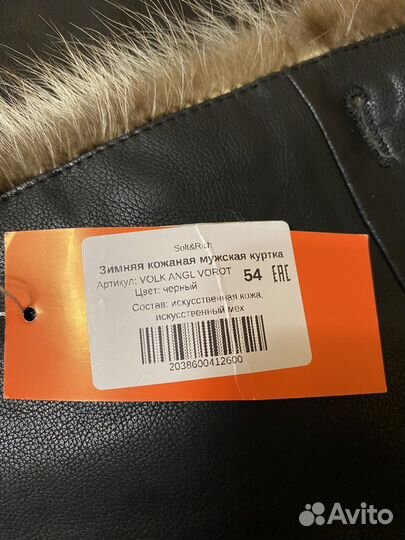 Solt&Rich
Зимняя кожаная мужская куртка
Артикул: VOLK ANGL VOROT 54 EAC
Цвет: черный
Состав: искусственная кожа,
искусственный мех
2038600412600
Avito